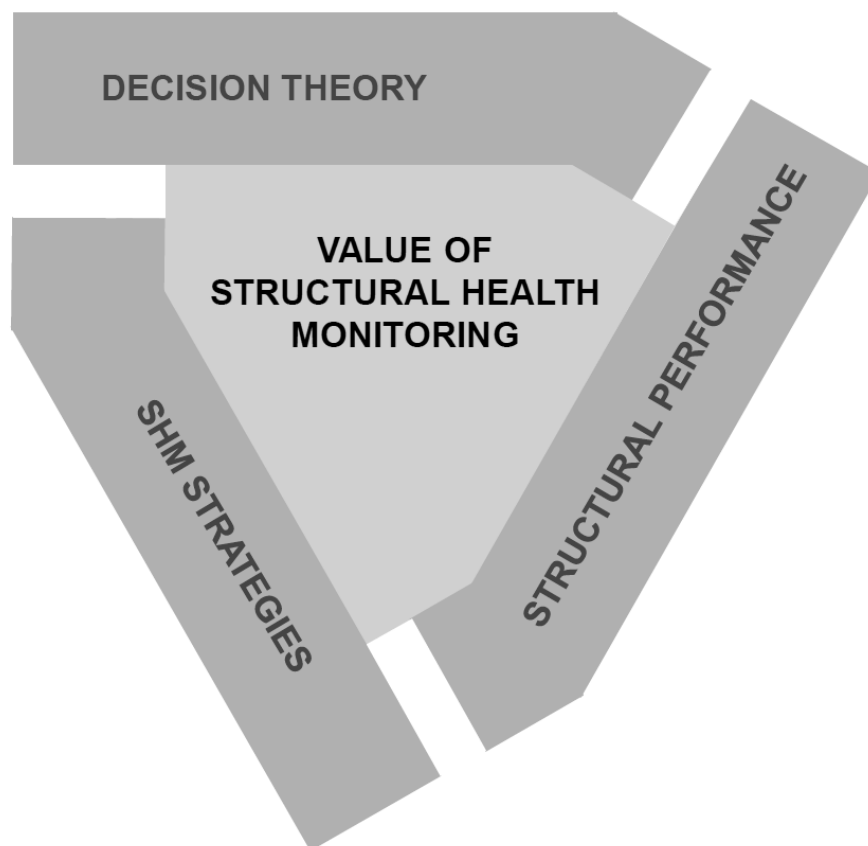 DECISION THEORY
VALUE OF
STRUCTURAL HEALTH
MONITORING
STRUCTURAL PERFORMANCE
SHM STRATEGIES